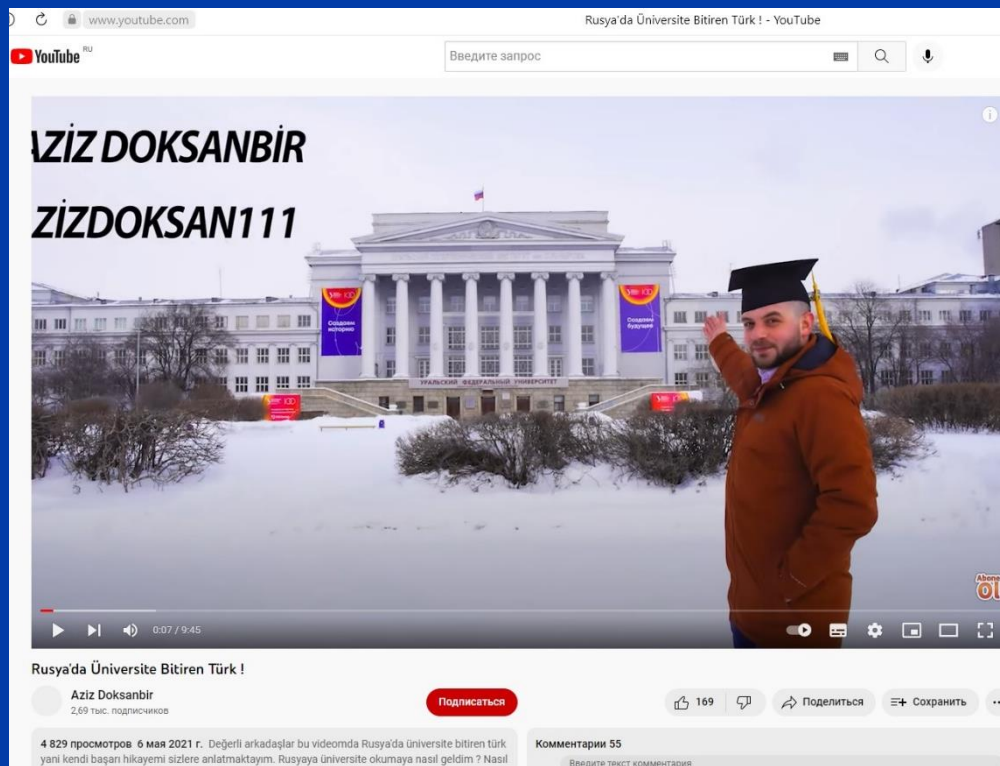 www.youtube.com
Rusya'da Üniversite Bitiren Türk ! - YouTube
YouTube RU
Введите запрос
AZİZ DOKSANBİR
ZİZDOKSAN111
Создаем
историю
Создаем
будущее
УРАЛЬСКИЙ ФЕДЕРАЛЬНЫЙ УНИВЕРСИТЕТ
Abone
OL
0:07 / 9:45
Rusya'da Üniversite Bitiren Türk !
Aziz Doksanbir
2,69 тыс. подписчиков
Подписаться
169
Поделиться
Сохранить
4 829 просмотров 6 мая 2021 г. Değerli arkadaşlar bu videomda Rusya'da üniversite bitiren türk
yani kendi başarı hikayemi sizlere anlatmaktayım. Rusyaya üniversite okumaya nasıl geldim ? Nasıl
Комментарии 55
Введите текст комментария